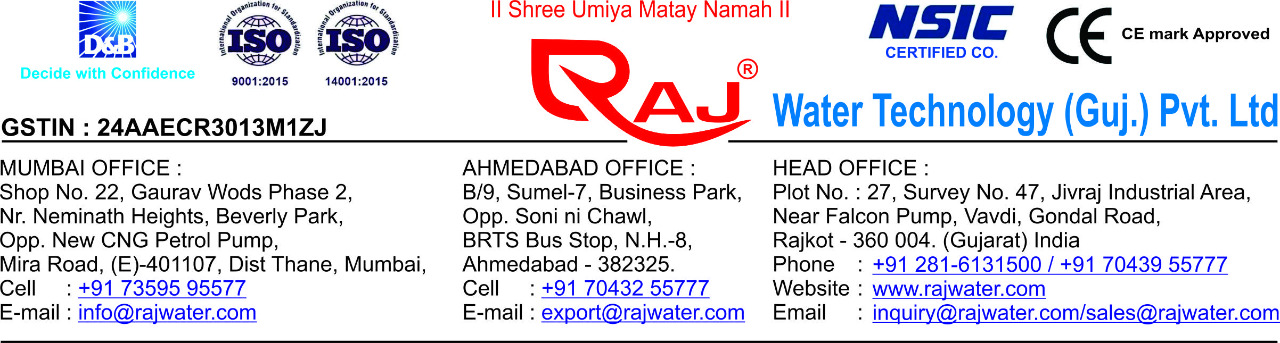 II Shree Umiya Matay Namah II
D&B
Decide with Confidence
International Organization for Standardization
ISO
9001:2015
International Organization for Standardization
ISO
14001:2015
RAJ®
NSIC
CERTIFIED CO.
CE
CE mark Approved
Water Technology (Guj.) Pvt. Ltd
GSTIN : 24AAECR3013M1ZJ
MUMBAI OFFICE :
Shop No. 22, Gaurav Wods Phase 2,
Nr. Neminath Heights, Beverly Park,
Opp. New CNG Petrol Pump,
Mira Road, (E)-401107, Dist Thane, Mumbai,
Cell : +91 73595 95577
E-mail : info@rajwater.com
AHMEDABAD OFFICE :
B/9, Sumel-7, Business Park,
Opp. Soni ni Chawl,
BRTS Bus Stop, N.H.-8,
Ahmedabad - 382325.
Cell : +91 70432 55777
E-mail : export@rajwater.com
HEAD OFFICE :
Plot No. : 27, Survey No. 47, Jivraj Industrial Area,
Near Falcon Pump, Vavdi, Gondal Road,
Rajkot - 360 004. (Gujarat) India
Phone : +91 281-6131500 / +91 70439 55777
Website : www.rajwater.com
Email : inquiry@rajwater.com/sales@rajwater.com